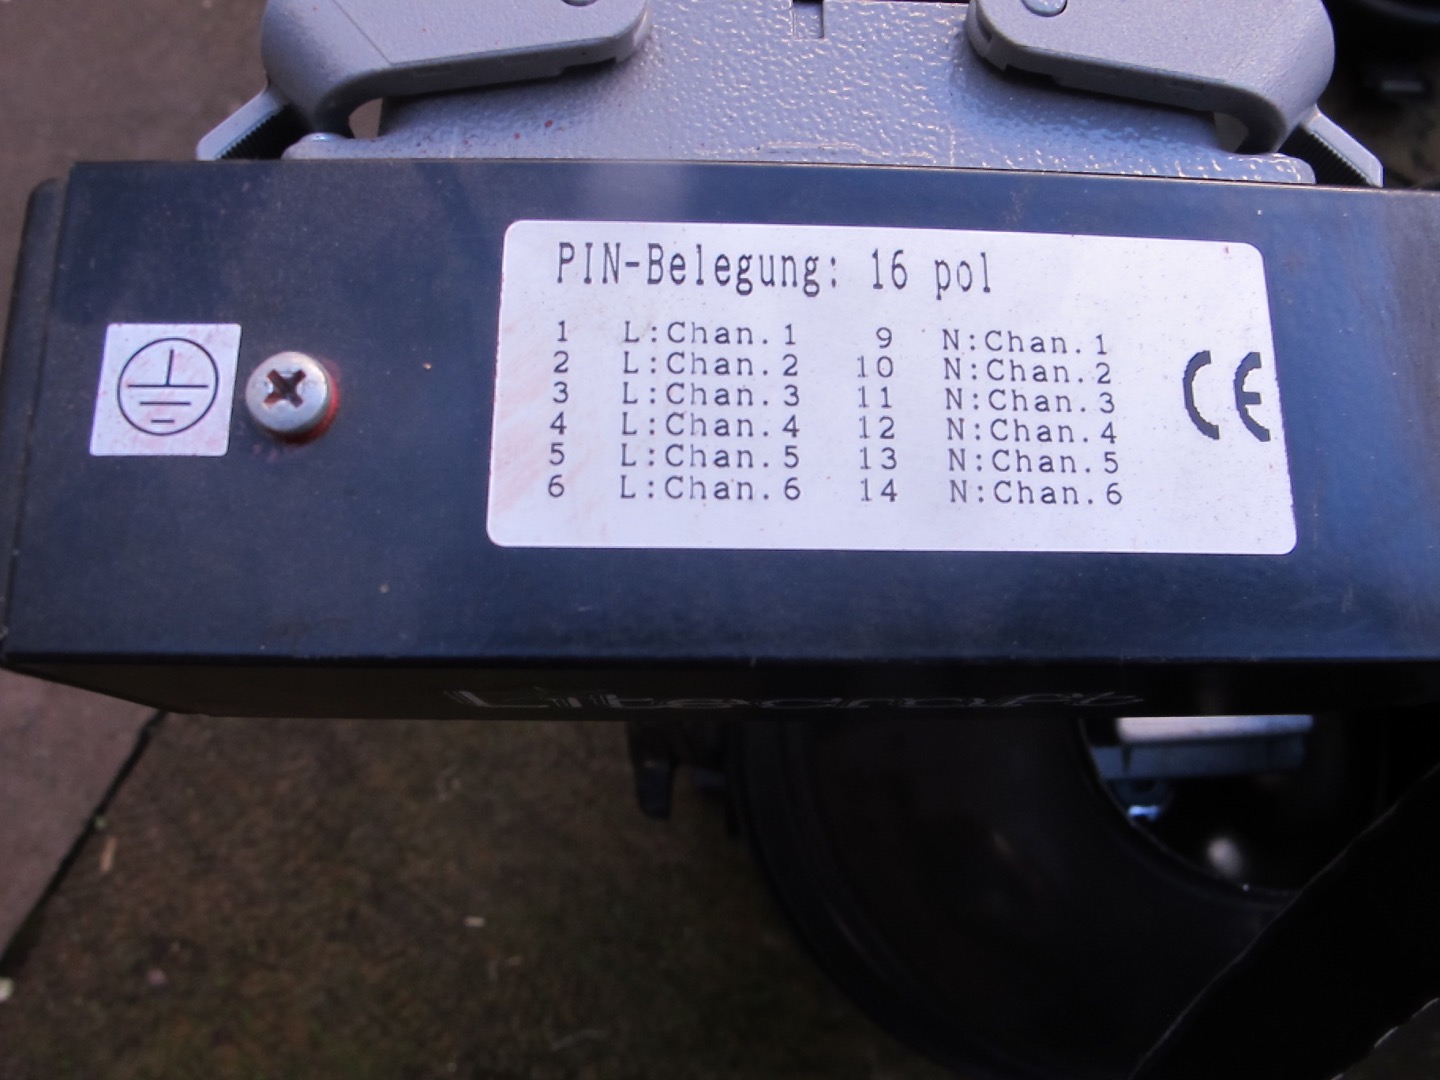 PIN-Belegung: 16 pol
1 L:Chan.1 9 N:Chan.1
2 L:Chan.2 10 N:Chan.2
3 L:Chan.3 11 N:Chan.3
4 L:Chan.4 12 N:Chan.4
5 L:Chan.5 13 N:Chan.5
6 L:Chan.6 14 N:Chan.6
CE
Litecraft